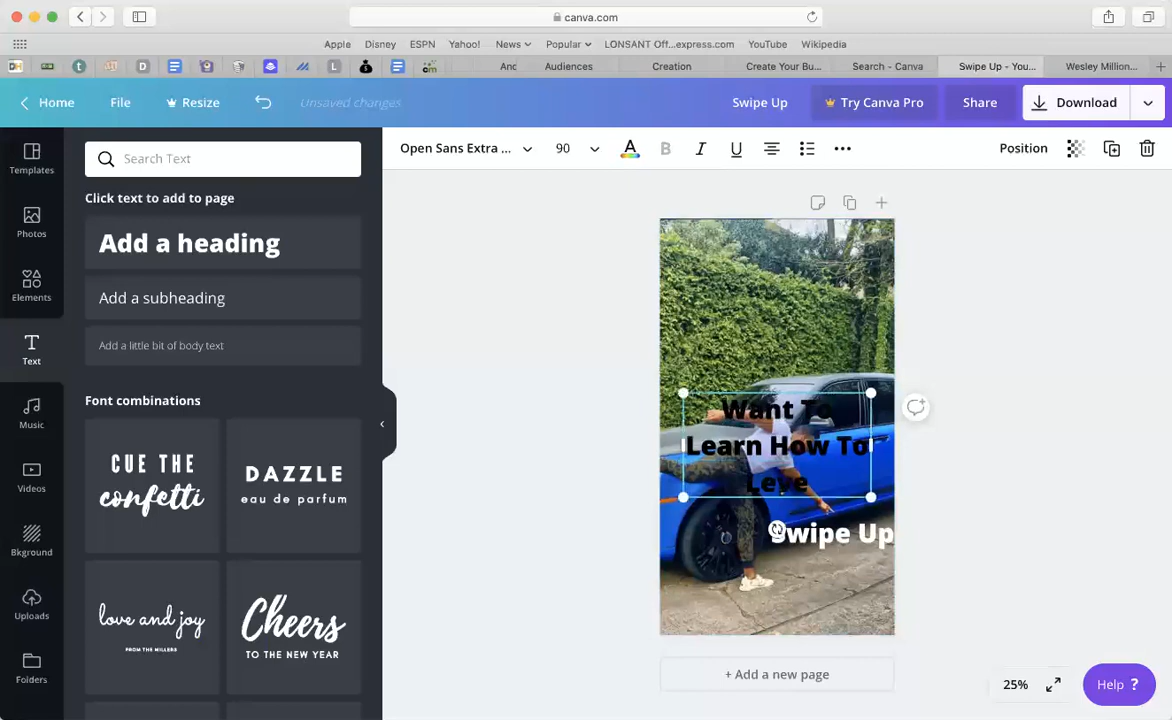 canva.com
Apple Disney ESPN Yahoo! News Popular LONSANT Off...express.com YouTube Wikipedia
And Audiences Creation Create Your Bu... Search - Canva Swipe Up - You... Wesley Million...
Home File Resize Unsaved changes Swipe Up Try Canva Pro Share Download
Templates
Photos
Elements
Text
Music
Videos
Bkground
Uploads
Folders
Search Text
Click text to add to page
Add a heading
Add a subheading
Add a little bit of body text
Font combinations
CUE THE
confetti
DAZZLE
eau de parfum
love and joy
FROM THE MILLERS
Cheers
TO THE NEW YEAR
Open Sans Extra ... 90 A B I U Position
Want To
Learn How To
Leve
Swipe Up
+ Add a new page
25%
Help ?